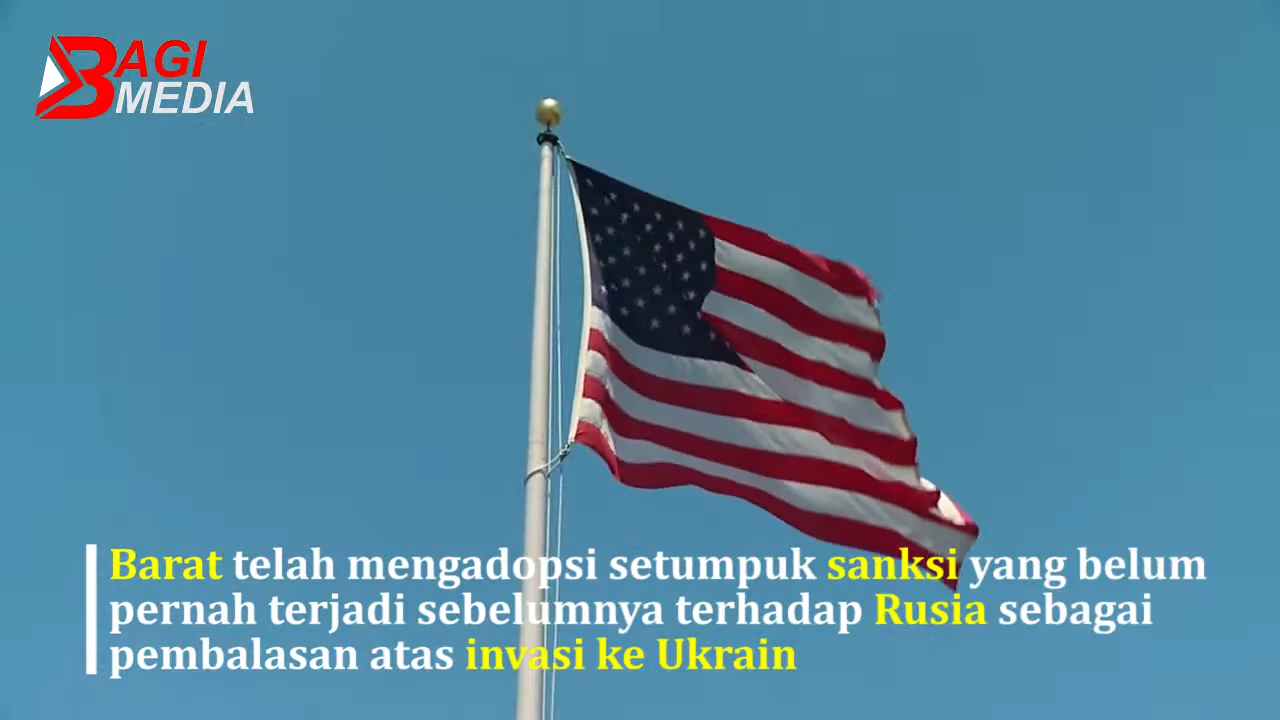 BAGI
MEDIA
Barat telah mengadopsi setumpuk sanksi yang belum
pernah terjadi sebelumnya terhadap Rusia sebagai
pembalasan atas invasi ke Ukrain